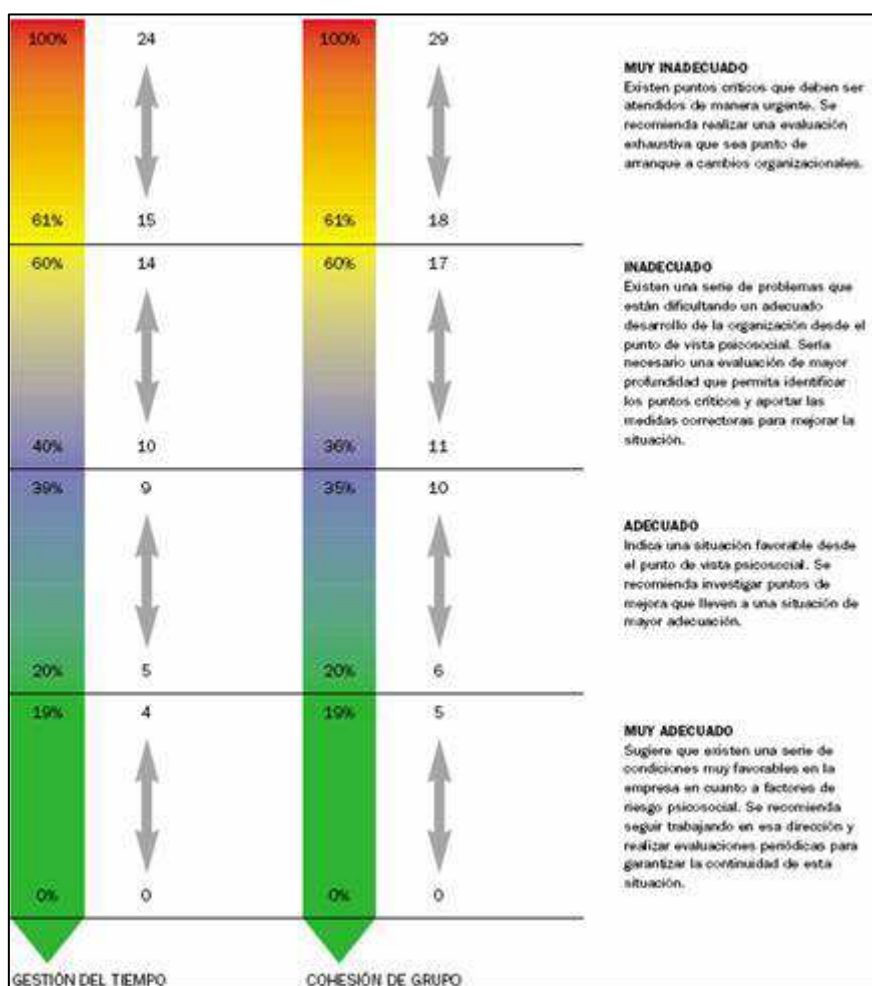 100% 24 100% 29
MUY INADECUADO
Existen puntos críticos que deben ser
atendidos de manera urgente. Se
recomienda realizar una evaluación
exhaustiva que sea punto de
arranque a cambios organizacionales.
61% 15 61% 18
60% 14 60% 17
INADECUADO
Existen una serie de problemas que
están dificultando un adecuado
desarrollo de la organización desde el
punto de vista psicosocial. Sería
necesario una evaluación de mayor
profundidad que permita identificar
los puntos críticos y aportar las
medidas correctoras para mejorar la
situación.
40% 10 36% 11
39% 9 35% 10
ADECUADO
Indica una situación favorable desde
el punto de vista psicosocial. Se
recomienda investigar puntos de
mejora que lleven a una situación de
mayor adecuación.
20% 5 20% 6
19% 4 19% 5
MUY ADECUADO
Sugiere que existen una serie de
condiciones muy favorables en la
empresa en cuanto a factores de
riesgo psicosocial. Se recomienda
seguir trabajando en esa dirección y
realizar evaluaciones periódicas para
garantizar la continuidad de esta
situación.
0% 0 0% 0
GESTIÓN DEL TIEMPO COHESIÓN DE GRUPO